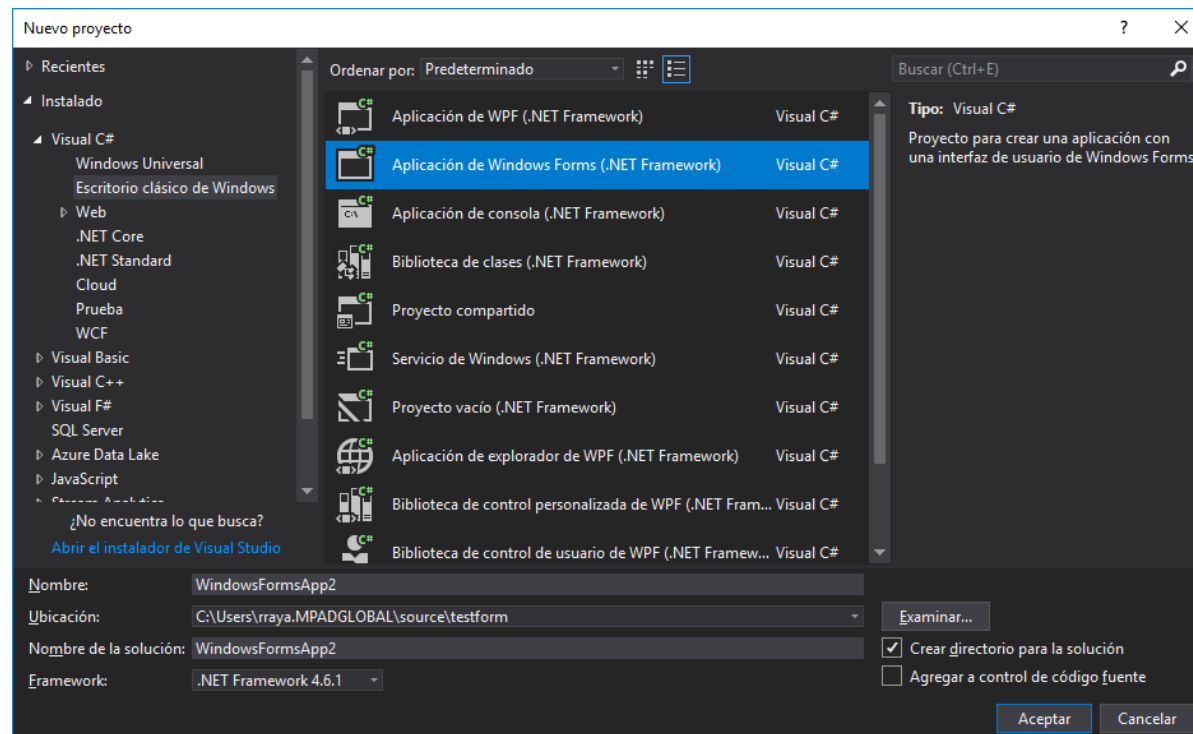 Nuevo proyecto
?
Recientes
Instalado
Visual C#
Windows Universal
Escritorio clásico de Windows
Web
.NET Core
.NET Standard
Cloud
Prueba
WCF
Visual Basic
Visual C++
Visual F#
SQL Server
Azure Data Lake
JavaScript
Stream Analytics
¿No encuentra lo que busca?
Abrir el instalador de Visual Studio
Ordenar por: Predeterminado
Aplicación de WPF (.NET Framework) Visual C#
Aplicación de Windows Forms (.NET Framework) Visual C#
Aplicación de consola (.NET Framework) Visual C#
Biblioteca de clases (.NET Framework) Visual C#
Proyecto compartido Visual C#
Servicio de Windows (.NET Framework) Visual C#
Proyecto vacío (.NET Framework) Visual C#
Aplicación de explorador de WPF (.NET Framework) Visual C#
Biblioteca de control personalizada de WPF (.NET Fram... Visual C#
Biblioteca de control de usuario de WPF (.NET Framew... Visual C#
Buscar (Ctrl+E)
Tipo: Visual C#
Proyecto para crear una aplicación con
una interfaz de usuario de Windows Forms
Nombre: WindowsFormsApp2
Ubicación: C:\Users\rraya.MPADGLOBAL\source\testform
Examinar...
Nombre de la solución: WindowsFormsApp2
Crear directorio para la solución
Framework: .NET Framework 4.6.1
Agregar a control de código fuente
Aceptar Cancelar